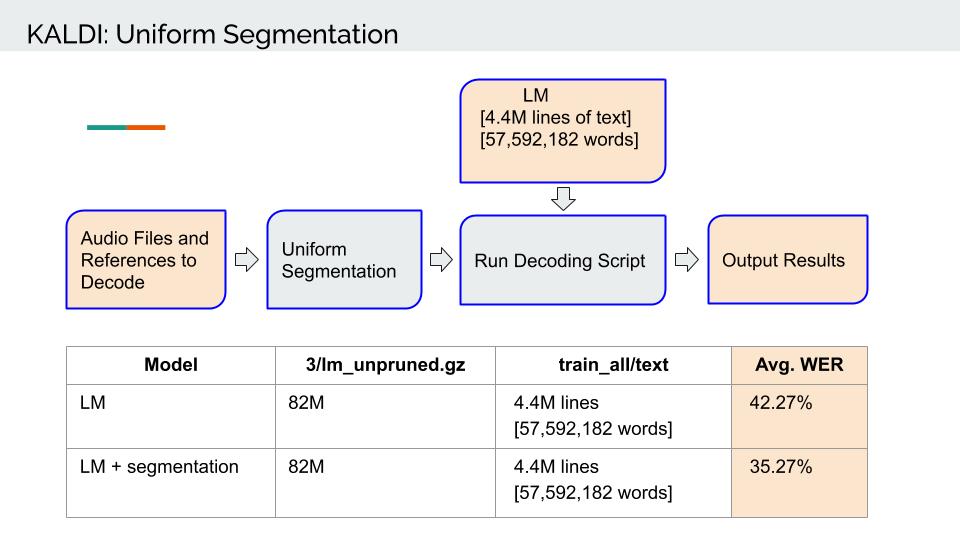 KALDI: Uniform Segmentation
LM
[4.4M lines of text]
[57,592,182 words]
Audio Files and
References to
Decode
Uniform
Segmentation
Run Decoding Script
Output Results
Model 3/lm_unpruned.gz train_all/text Avg. WER
LM 82M 4.4M lines 42.27%
[57,592,182 words]
LM + segmentation 82M 4.4M lines 35.27%
[57,592,182 words]